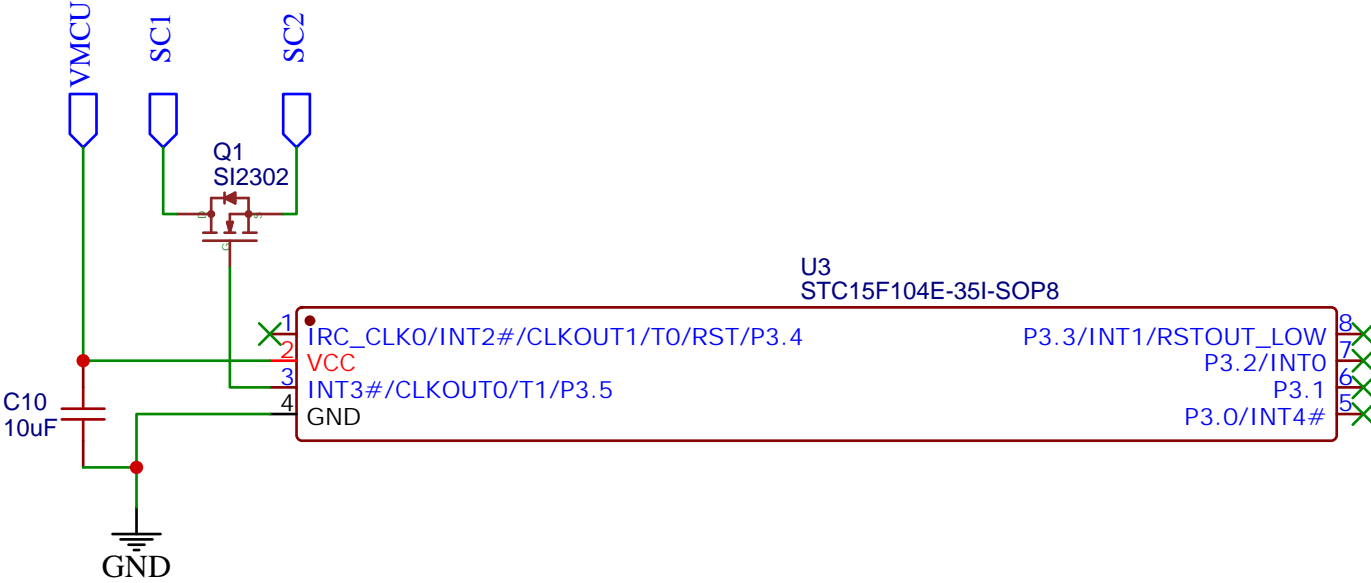 VMCU
SC1
SC2
Q1
SI2302
D
S
G
U3
STC15F104E-35I-SOP8
1
IRC_CLK0/INT2#/CLKOUT1/T0/RST/P3.4
2
VCC
3
INT3#/CLKOUT0/T1/P3.5
4
GND
8
P3.3/INT1/RSTOUT_LOW
7
P3.2/INT0
6
P3.1
5
P3.0/INT4#
C10
10uF
GND